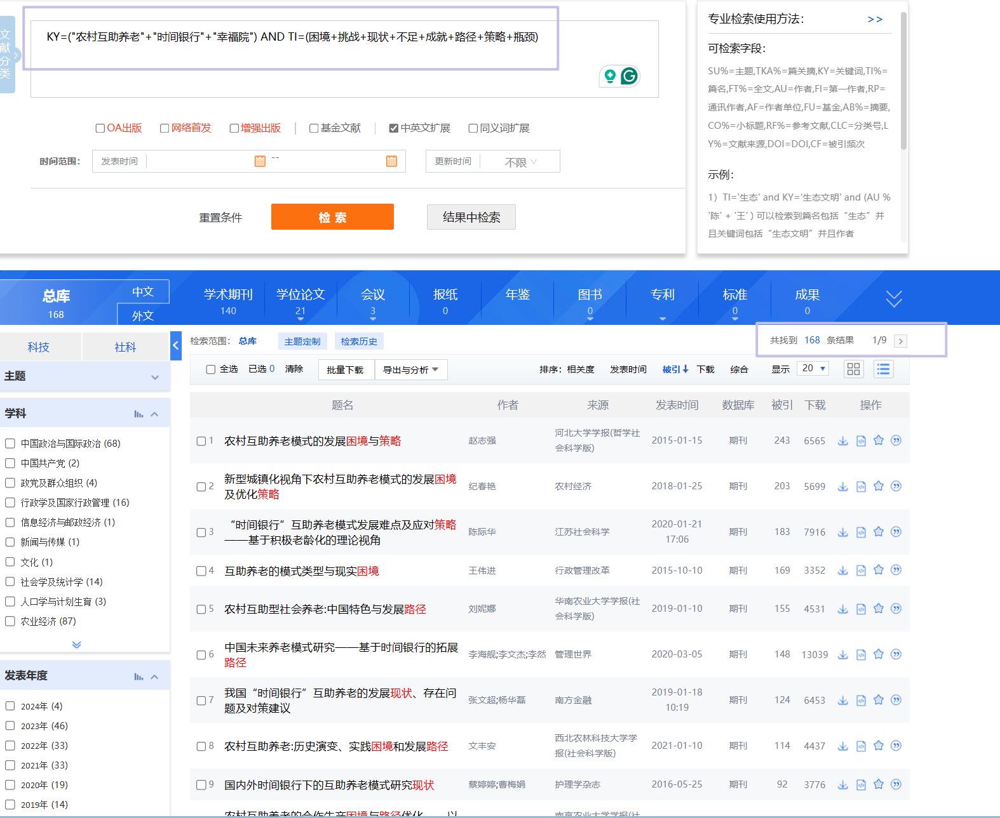 文献分类
KY=("农村互助养老"+"时间银行"+"幸福院") AND TI=(困境+挑战+现状+不足+成就+路径+策略+瓶颈)
OA出版 网络首发 增强出版 基金文献 中英文扩展 同义词扩展
时间范围： 发表时间 -- 更新时间 不限
重置条件 检 索 结果中检索
专业检索使用方法： >>
可检索字段：
SU%=主题,TKA%=篇关摘,KY=关键词,TI%=
篇名,FT%=全文,AU=作者,FI=第一作者,RP=
通讯作者,AF=作者单位,FU=基金,AB%=摘要,
CO%=小标题,RF%=参考文献,CLC=分类号,L
Y%=文献来源,DOI=DOI,CF=被引频次
示例：
1）TI='生态' and KY='生态文明' and (AU %
'陈' + '王' ) 可以检索到篇名包括“生态”并
且关键词包括“生态文明”并且作者
总库 168 中文 外文
学术期刊 学位论文 会议 报纸 年鉴 图书 专利 标准 成果
140 21 3 0 0 0 0
科技 社科
主题
学科
中国政治与国际政治 (68)
中国共产党 (2)
政党及群众组织 (4)
行政学及国家行政管理 (16)
信息经济与邮政经济 (1)
新闻与传媒 (1)
文化 (1)
社会学及统计学 (14)
人口学与计划生育 (3)
农业经济 (87)
发表年度
2024年 (4)
2023年 (46)
2022年 (33)
2021年 (33)
2020年 (19)
2019年 (14)
检索范围： 总库 主题定制 检索历史 共找到 168 条结果 1/9
全选 已选 0 清除 批量下载 导出与分析 排序： 相关度 发表时间 被引 下载 综合 显示 20
题名 作者 来源 发表时间 数据库 被引 下载 操作
1 农村互助养老模式的发展困境与策略 赵志强 河北大学学报(哲学社 2015-01-15 期刊 243 6565
会科学版)
2 新型城镇化视角下农村互助养老模式的发展困境 纪春艳 农村经济 2018-01-25 期刊 203 5699
及优化策略
3 “时间银行”互助养老模式发展难点及应对策略 陈际华 江苏社会科学 2020-01-21 期刊 183 7916
——基于积极老龄化的理论视角 17:06
4 互助养老的模式类型与现实困境 王伟进 行政管理改革 2015-10-10 期刊 169 3352
5 农村互助型社会养老:中国特色与发展路径 刘妮娜 华南农业大学学报(社 2019-01-10 期刊 155 4531
会科学版)
6 中国未来养老模式研究——基于时间银行的拓展 李海舰;李文杰;李然 管理世界 2020-03-05 期刊 148 13039
路径
7 我国“时间银行”互助养老的发展现状、存在问 张文超;杨华磊 南方金融 2019-01-18 期刊 124 6453
题及对策建议 10:19
8 农村互助养老:历史演变、实践困境和发展路径 文丰安 西北农林科技大学学 2021-01-10 期刊 114 4437
报(社会科学版)
9 国内外时间银行下的互助养老模式研究现状 蔡婷婷;曹梅娟 护理学杂志 2016-05-25 期刊 92 3776
农村互助养老的合作生产困境与路径优化——以 南京农业大学学报(社